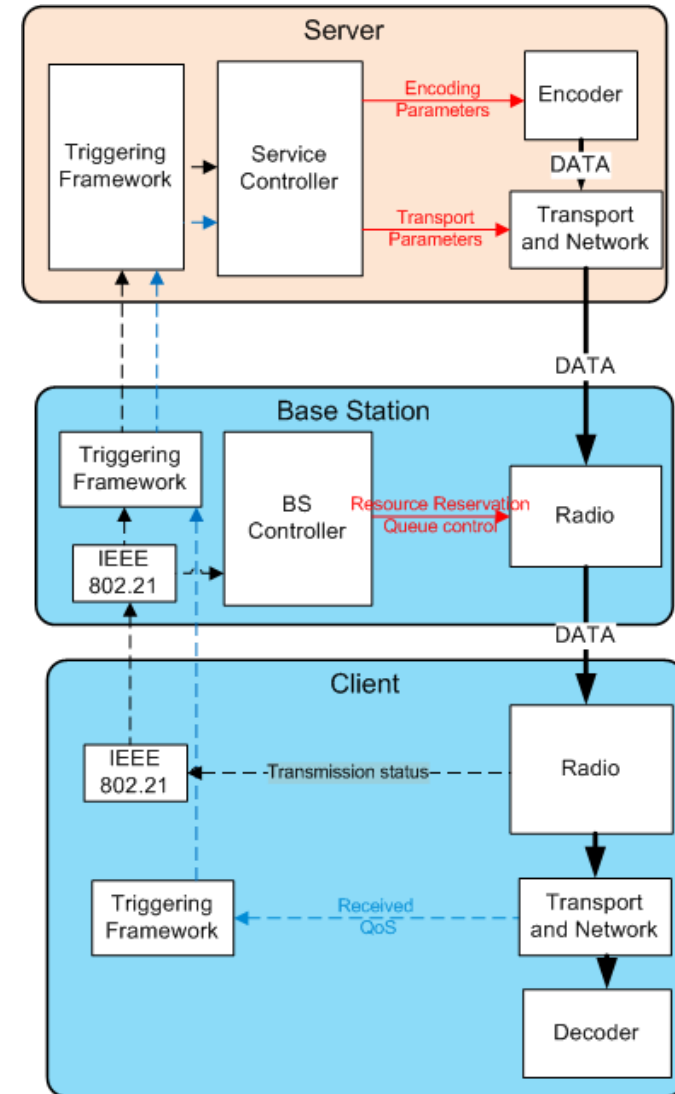 Server
Triggering
Framework
Service
Controller
Encoding
Parameters
Encoder
DATA
Transport
Parameters
Transport
and Network
DATA
Base Station
Triggering
Framework
BS
Controller
Resource Reservation
Queue control
Radio
IEEE
802.21
DATA
Client
IEEE
802.21
Transmission status
Radio
Triggering
Framework
Received
QoS
Transport
and Network
Decoder